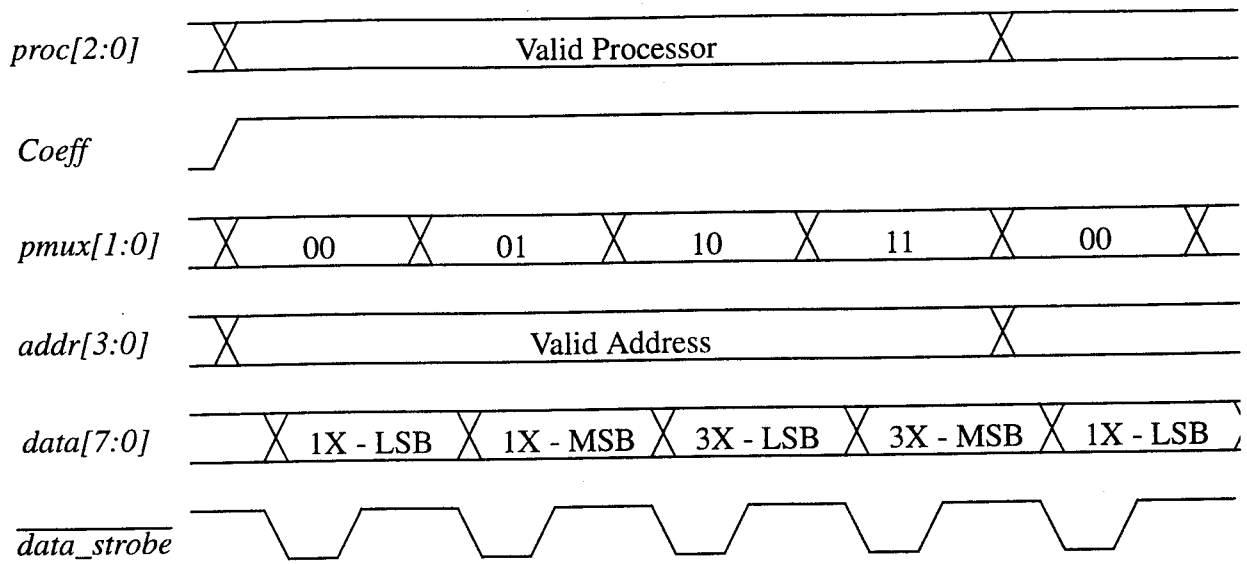 proc[2:0] Valid Processor
Coeff
pmux[1:0] 00 01 10 11 00
addr[3:0] Valid Address
data[7:0] 1X - LSB 1X - MSB 3X - LSB 3X - MSB 1X - LSB
data_strobe